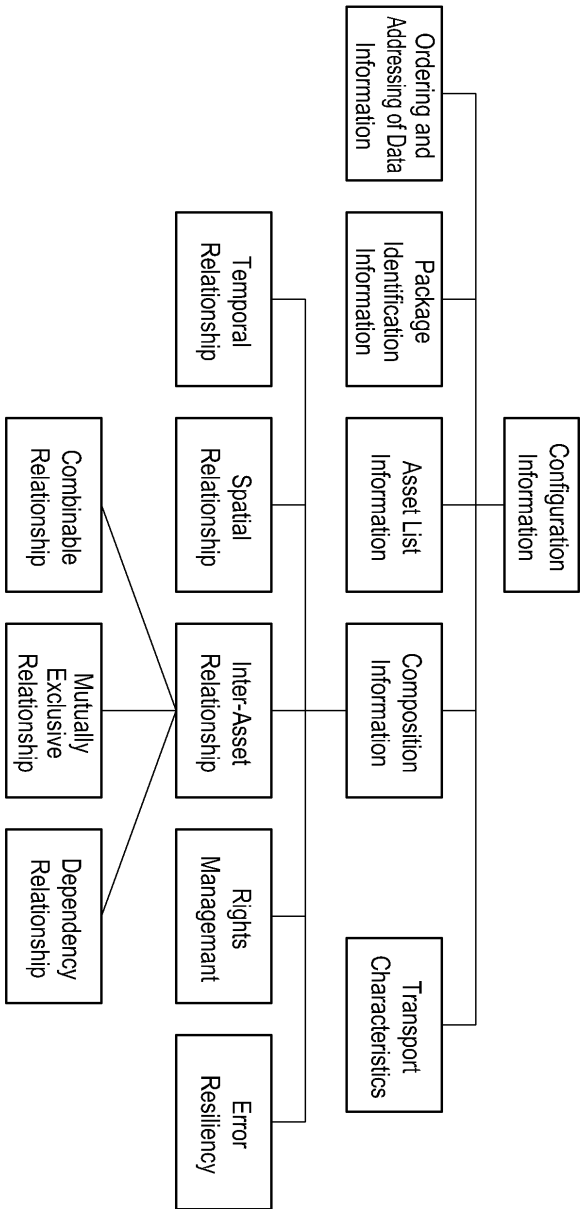 Configuration
Information
Ordering and
Addressing of Data
Information
Package
Identification
Information
Asset List
Information
Composition
Information
Transport
Characteristics
Temporal
Relationship
Spatial
Relationship
Inter-Asset
Relationship
Rights
Managemant
Error
Resiliency
Combinable
Relationship
Mutually
Exclusive
Relationship
Dependency
Relationship